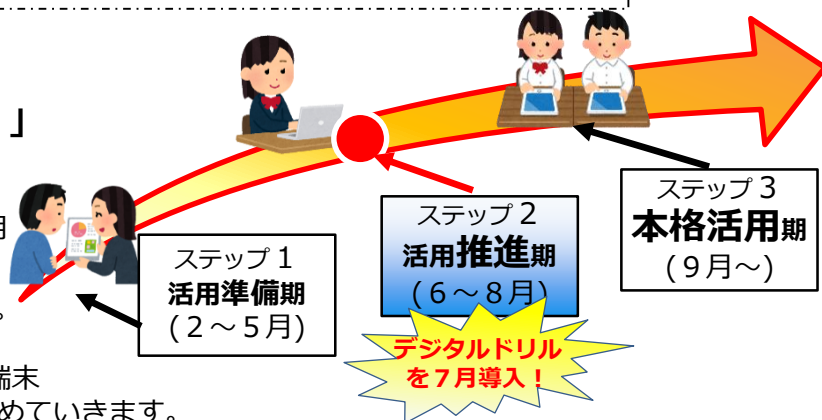 」
期
ステップ１
活用準備期
(２～５月)
。
ステップ２
活用推進期
(６～８月)
デジタルドリル
を７月導入！
ステップ３
本格活用期
(９月～)
端末
めていきます。